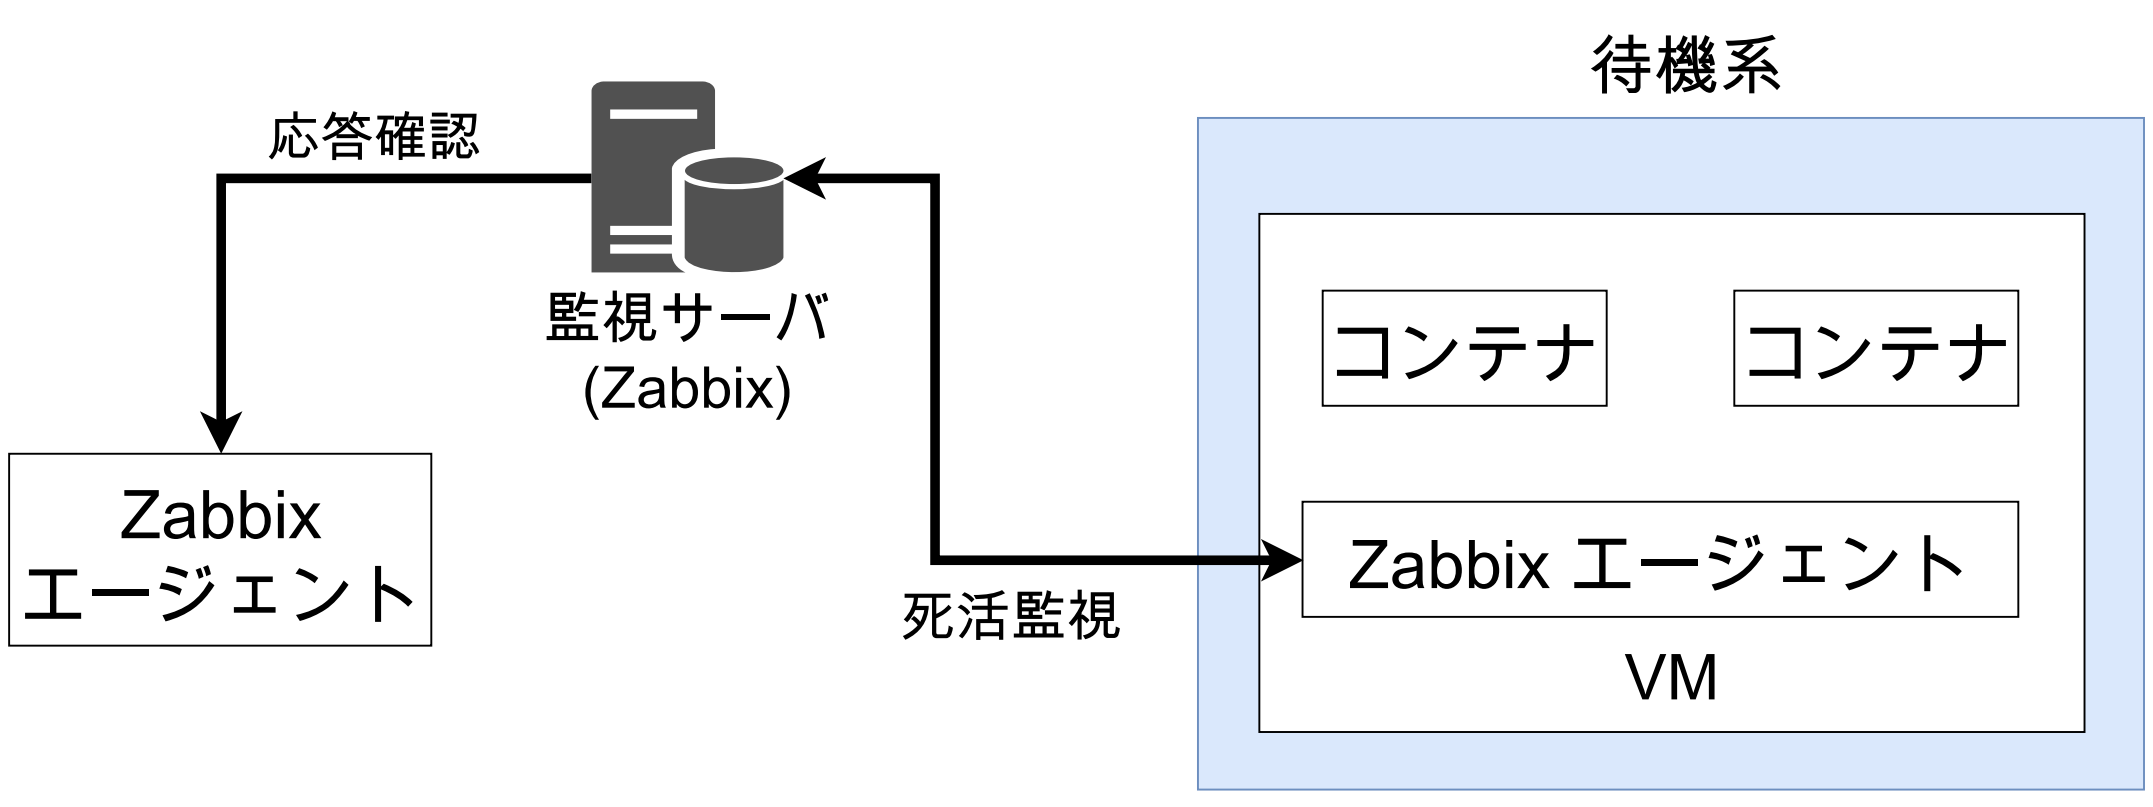 待機系
応答確認
監視サーバ
(Zabbix)
コンテナ
コンテナ
Zabbix
エージェント
Zabbix エージェント
死活監視
VM